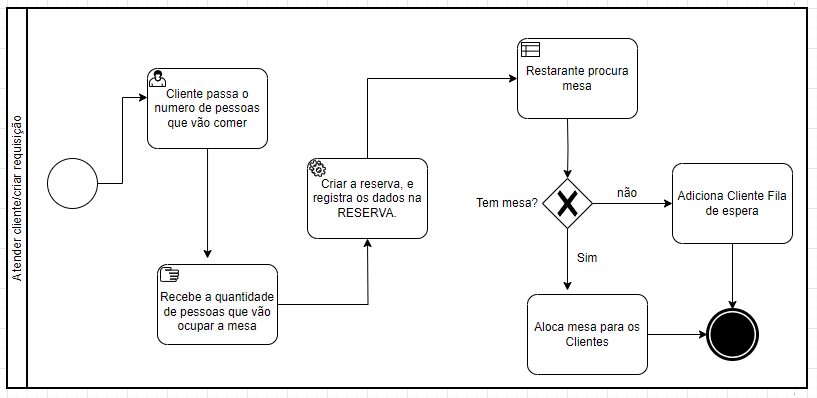 Atender cliente/criar requisição
Cliente passa o
numero de pessoas
que vão comer
Recebe a quantidade
de pessoas que vão
ocupar a mesa
Criar a reserva, e
registra os dados na
RESERVA.
Restarante procura
mesa
Tem mesa?
não
Sim
Adiciona Cliente Fila
de espera
Aloca mesa para os
Clientes